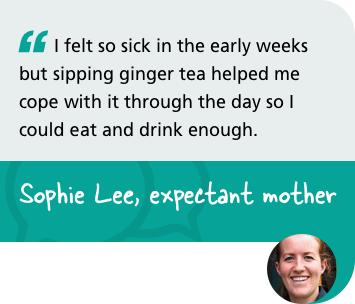 “ I felt so sick in the early weeks
but sipping ginger tea helped me
cope with it through the day so I
could eat and drink enough.
Sophie Lee, expectant mother